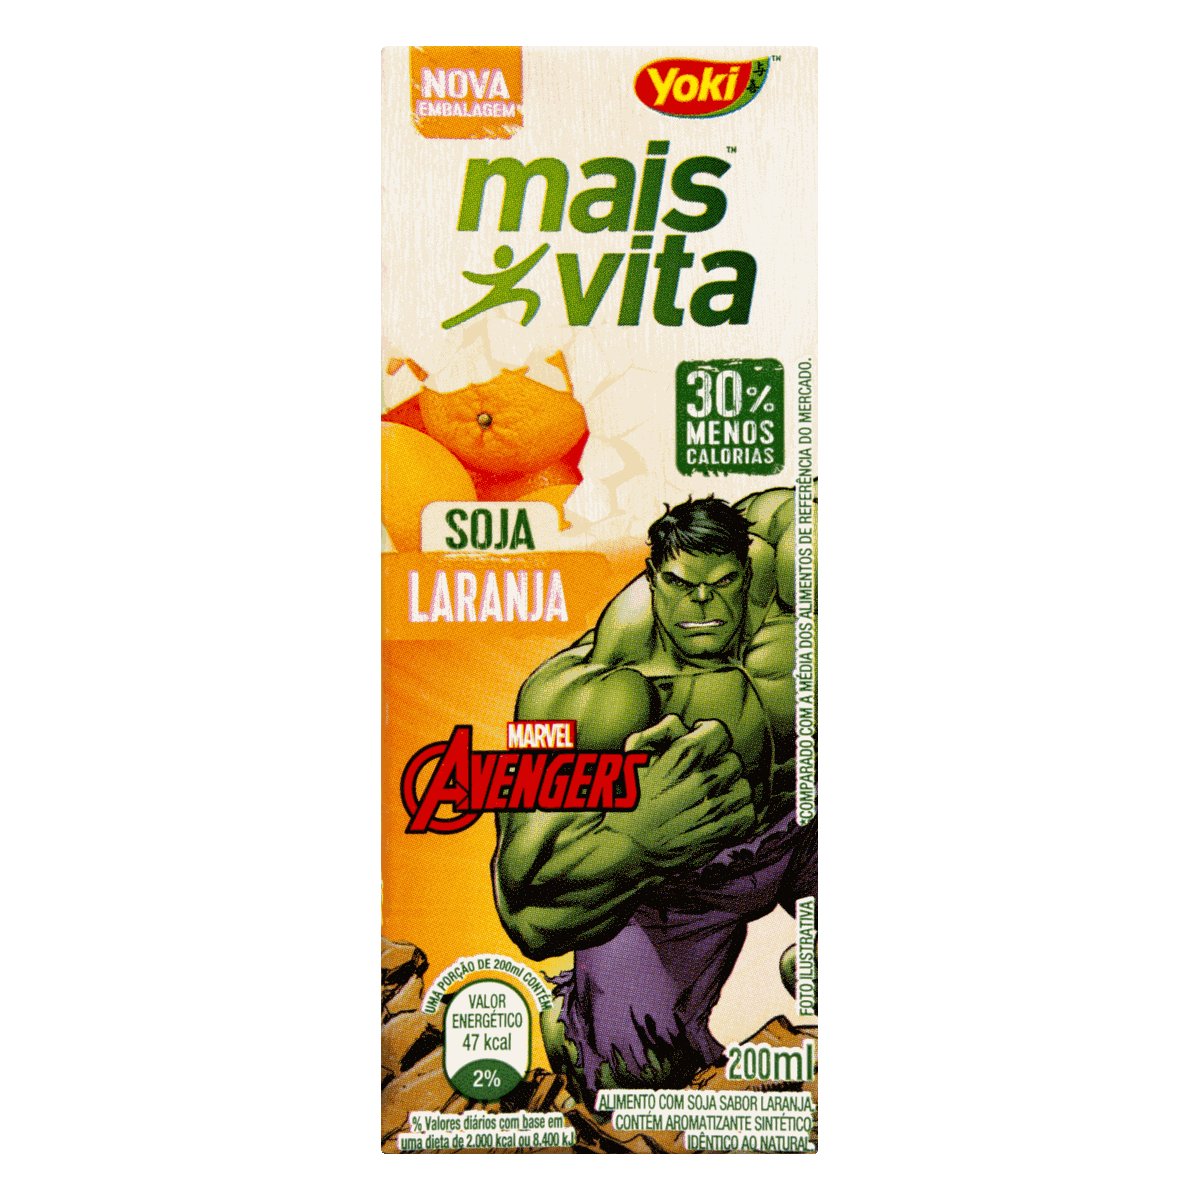 NOVA
EMBALAGEM
Yoki™
mais™
vita
30%
MENOS
CALORIAS
SOJA
LARANJA
MARVEL
AVENGERS
*COMPARADO COM A MÉDIA DOS ALIMENTOS DE REFERÊNCIA DO MERCADO.
FOTO ILUSTRATIVA
UMA PORÇÃO DE 200ml CONTÉM
VALOR
ENERGÉTICO
47 kcal
2%
% Valores diários com base em
uma dieta de 2.000 kcal ou 8.400 kJ
200ml
ALIMENTO COM SOJA SABOR LARANJA.
CONTÉM AROMATIZANTE SINTÉTICO
IDÊNTICO AO NATURAL.